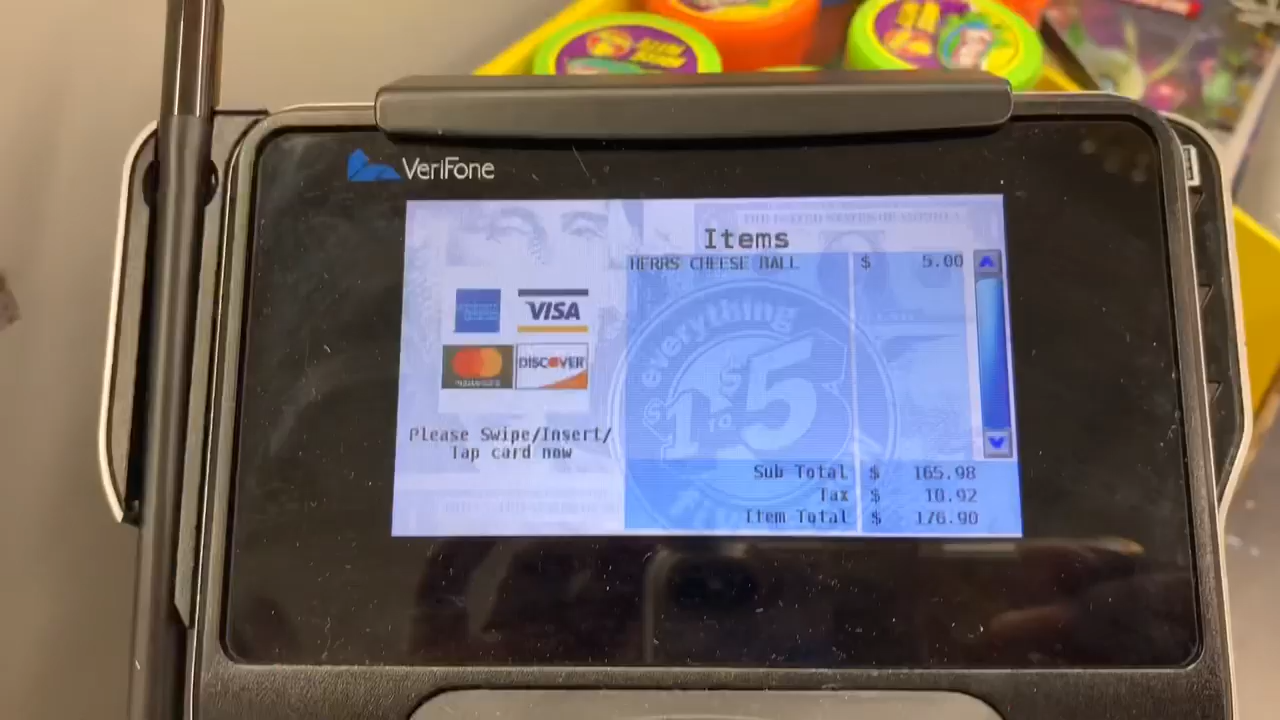 VeriFone
Items
HERRS CHEESE BALL $ 5.00
VISA
DISCOVER
everything
$1 TO $5
Please Swipe/Insert/
Tap card now
Sub Total $ 165.98
Tax $ 10.92
Item Total $ 176.90